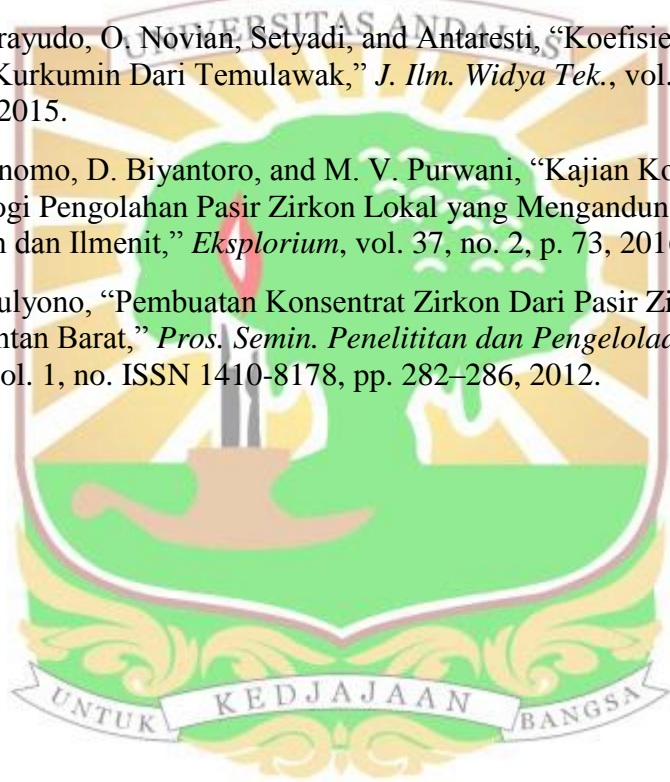 UNIVERSITAS ANDALAS
rayudo, O. Novian, Setyadi, and Antaresti, “Koefisie
Kurkumin Dari Temulawak,” J. Ilm. Widya Tek., vol.
2015.
nomo, D. Biyantoro, and M. V. Purwani, “Kajian Ko
ogi Pengolahan Pasir Zirkon Lokal yang Mengandun
n dan Ilmenit,” Eksplorium, vol. 37, no. 2, p. 73, 201
ulyono, “Pembuatan Konsentrat Zirkon Dari Pasir Zi
ntan Barat,” Pros. Semin. Penelititan dan Pengelolaa
ol. 1, no. ISSN 1410-8178, pp. 282–286, 2012.
UNTUK KEDJAJAAN BANGSA